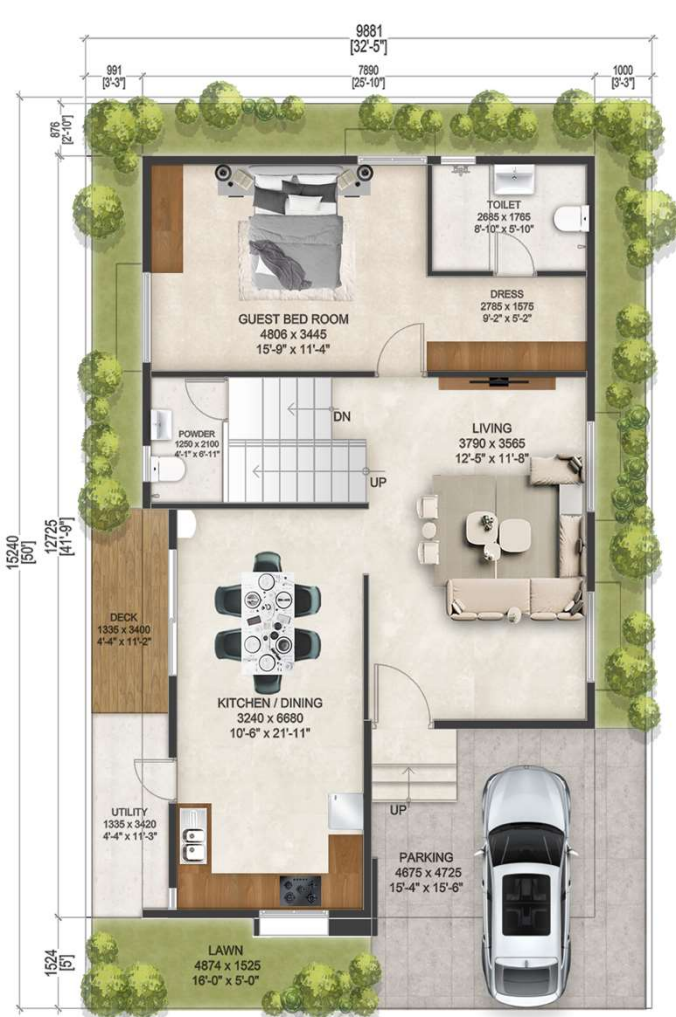 9881
[32'-5"]
991
[3'-3"]
7890
[25'-10"]
1000
[3'-3"]
876
[2'-10"]
TOILET
2685 x 1765
8'-10" x 5'-10"
DRESS
2785 x 1575
9'-2" x 5'-2"
GUEST BED ROOM
4806 x 3445
15'-9" x 11'-4"
DN
POWDER
1250 x 2100
4'-1" x 6'-11"
UP
LIVING
3790 x 3565
12'-5" x 11'-8"
15240
[50']
12725
[41'-9"]
DECK
1335 x 3400
4'-4" x 11'-2"
KITCHEN / DINING
3240 x 6680
10'-6" x 21'-11"
UTILITY
1335 x 3420
4'-4" x 11'-3"
UP
PARKING
4675 x 4725
15'-4" x 15'-6"
1524
[5']
LAWN
4874 x 1525
16'-0" x 5'-0"